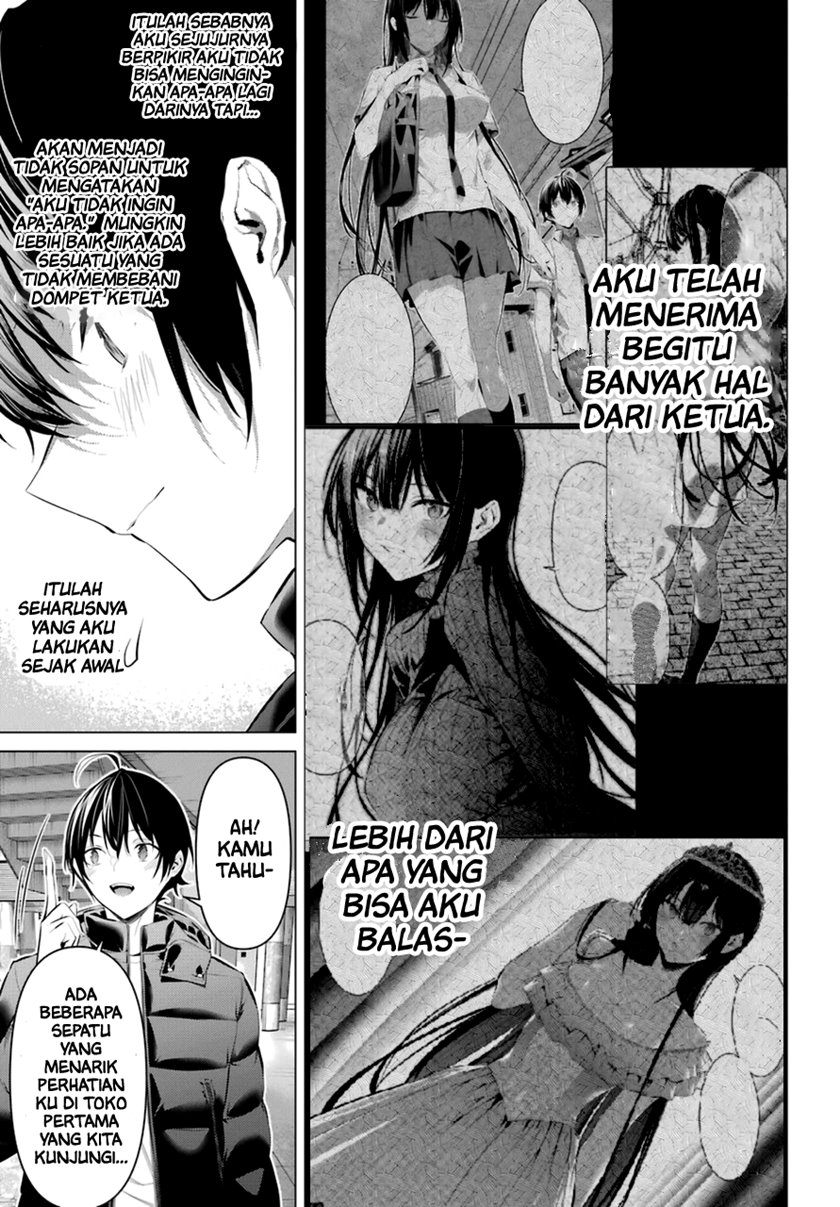 AKU TELAH
MENERIMA
BEGITU
BANYAK HAL
DARI KETUA.
LEBIH DARI
APA YANG
BISA AKU
BALAS-
ITULAH SEBABNYA
AKU SEJUJURNYA
BERPIKIR AKU TIDAK
BISA MENGINGIN-
KAN APA-APA LAGI
DARINYA TAPI...
AKAN MENJADI
TIDAK SOPAN UNTUK
MENGATAKAN
"AKU TIDAK INGIN
APA-APA." MUNGKIN
LEBIH BAIK JIKA ADA
SESUATU YANG
TIDAK MEMBEBANI
DOMPET KETUA.
ITULAH
SEHARUSNYA
YANG AKU
LAKUKAN
SEJAK AWAL
AH!
KAMU
TAHU-
ADA
BEBERAPA
SEPATU
YANG
MENARIK
PERHATIAN
KU DI TOKO
PERTAMA
YANG KITA
KUNJUNGI...